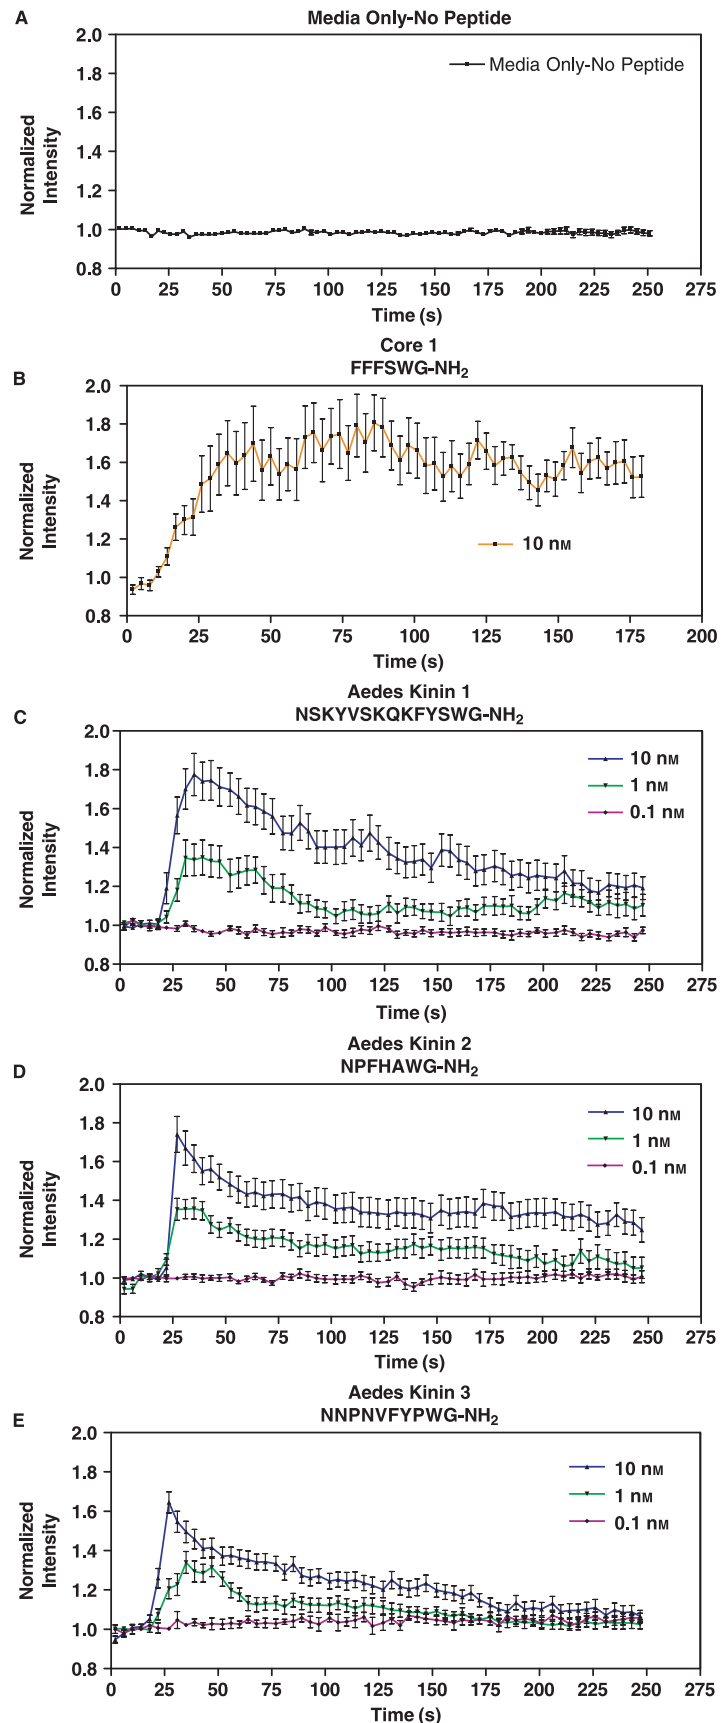 A
Media Only-No Peptide
2.0
1.8
1.6
1.4
1.2
1.0
0.8
Normalized
Intensity
Media Only-No Peptide
0 25 50 75 100 125 150 175 200 225 250 275
Time (s)
Core 1
FFFSWG-NH2
B
2.0
1.8
1.6
1.4
1.2
1.0
0.8
Normalized
Intensity
10 nM
0 25 50 75 100 125 150 175 200
Time (s)
Aedes Kinin 1
NSKYVSKQKFYSWG-NH2
C
2.0
1.8
1.6
1.4
1.2
1.0
0.8
Normalized
Intensity
10 nM
1 nM
0.1 nM
0 25 50 75 100 125 150 175 200 225 250 275
Time (s)
Aedes Kinin 2
NPFHAWG-NH2
D
2.0
1.8
1.6
1.4
1.2
1.0
0.8
Normalized
Intensity
10 nM
1 nM
0.1 nM
0 25 50 75 100 125 150 175 200 225 250 275
Time (s)
Aedes Kinin 3
NNPNVFYPWG-NH2
E
2.0
1.8
1.6
1.4
1.2
1.0
0.8
Normalized
Intensity
10 nM
1 nM
0.1 nM
0 25 50 75 100 125 150 175 200 225 250 275
Time (s)